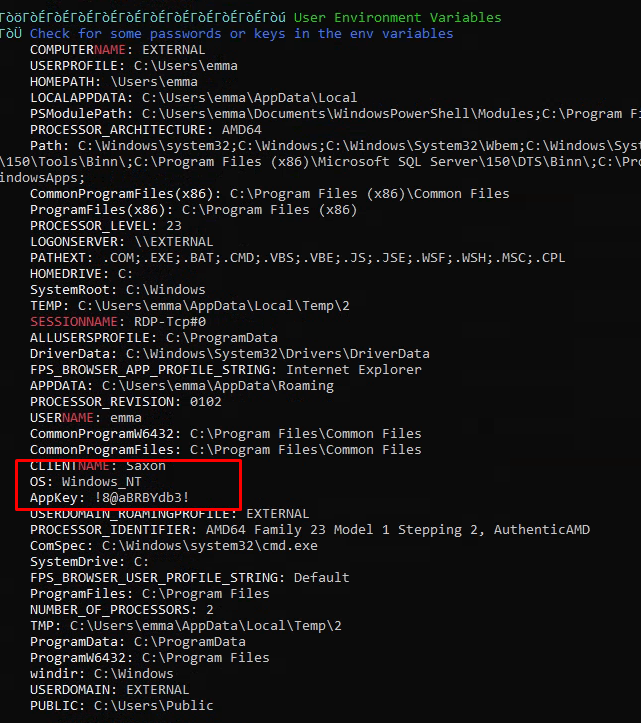 ГòöГòÉГòÉГòÉГòÉГòÉГòÉГòÉГòÉГòÉГòÉГòú User Environment Variables
ГòÜ Check for some passwords or keys in the env variables
COMPUTERNAME: EXTERNAL
USERPROFILE: C:\Users\emma
HOMEPATH: \Users\emma
LOCALAPPDATA: C:\Users\emma\AppData\Local
PSModulePath: C:\Users\emma\Documents\WindowsPowerShell\Modules;C:\Program Fi
PROCESSOR_ARCHITECTURE: AMD64
Path: C:\Windows\system32;C:\Windows;C:\Windows\System32\Wbem;C:\Windows\Syst
\150\Tools\Binn\;C:\Program Files (x86)\Microsoft SQL Server\150\DTS\Binn\;C:\Pro
indowsApps;
CommonProgramFiles(x86): C:\Program Files (x86)\Common Files
ProgramFiles(x86): C:\Program Files (x86)
PROCESSOR_LEVEL: 23
LOGONSERVER: \\EXTERNAL
PATHEXT: .COM;.EXE;.BAT;.CMD;.VBS;.VBE;.JS;.JSE;.WSF;.WSH;.MSC;.CPL
HOMEDRIVE: C:
SystemRoot: C:\Windows
TEMP: C:\Users\emma\AppData\Local\Temp\2
SESSIONNAME: RDP-Tcp#0
ALLUSERSPROFILE: C:\ProgramData
DriverData: C:\Windows\System32\Drivers\DriverData
FPS_BROWSER_APP_PROFILE_STRING: Internet Explorer
APPDATA: C:\Users\emma\AppData\Roaming
PROCESSOR_REVISION: 0102
USERNAME: emma
CommonProgramW6432: C:\Program Files\Common Files
CommonProgramFiles: C:\Program Files\Common Files
CLIENTNAME: Saxon
OS: Windows_NT
AppKey: !8@aBRBYdb3!
USERDOMAIN_ROAMINGPROFILE: EXTERNAL
PROCESSOR_IDENTIFIER: AMD64 Family 23 Model 1 Stepping 2, AuthenticAMD
ComSpec: C:\Windows\system32\cmd.exe
SystemDrive: C:
FPS_BROWSER_USER_PROFILE_STRING: Default
ProgramFiles: C:\Program Files
NUMBER_OF_PROCESSORS: 2
TMP: C:\Users\emma\AppData\Local\Temp\2
ProgramData: C:\ProgramData
ProgramW6432: C:\Program Files
windir: C:\Windows
USERDOMAIN: EXTERNAL
PUBLIC: C:\Users\Public